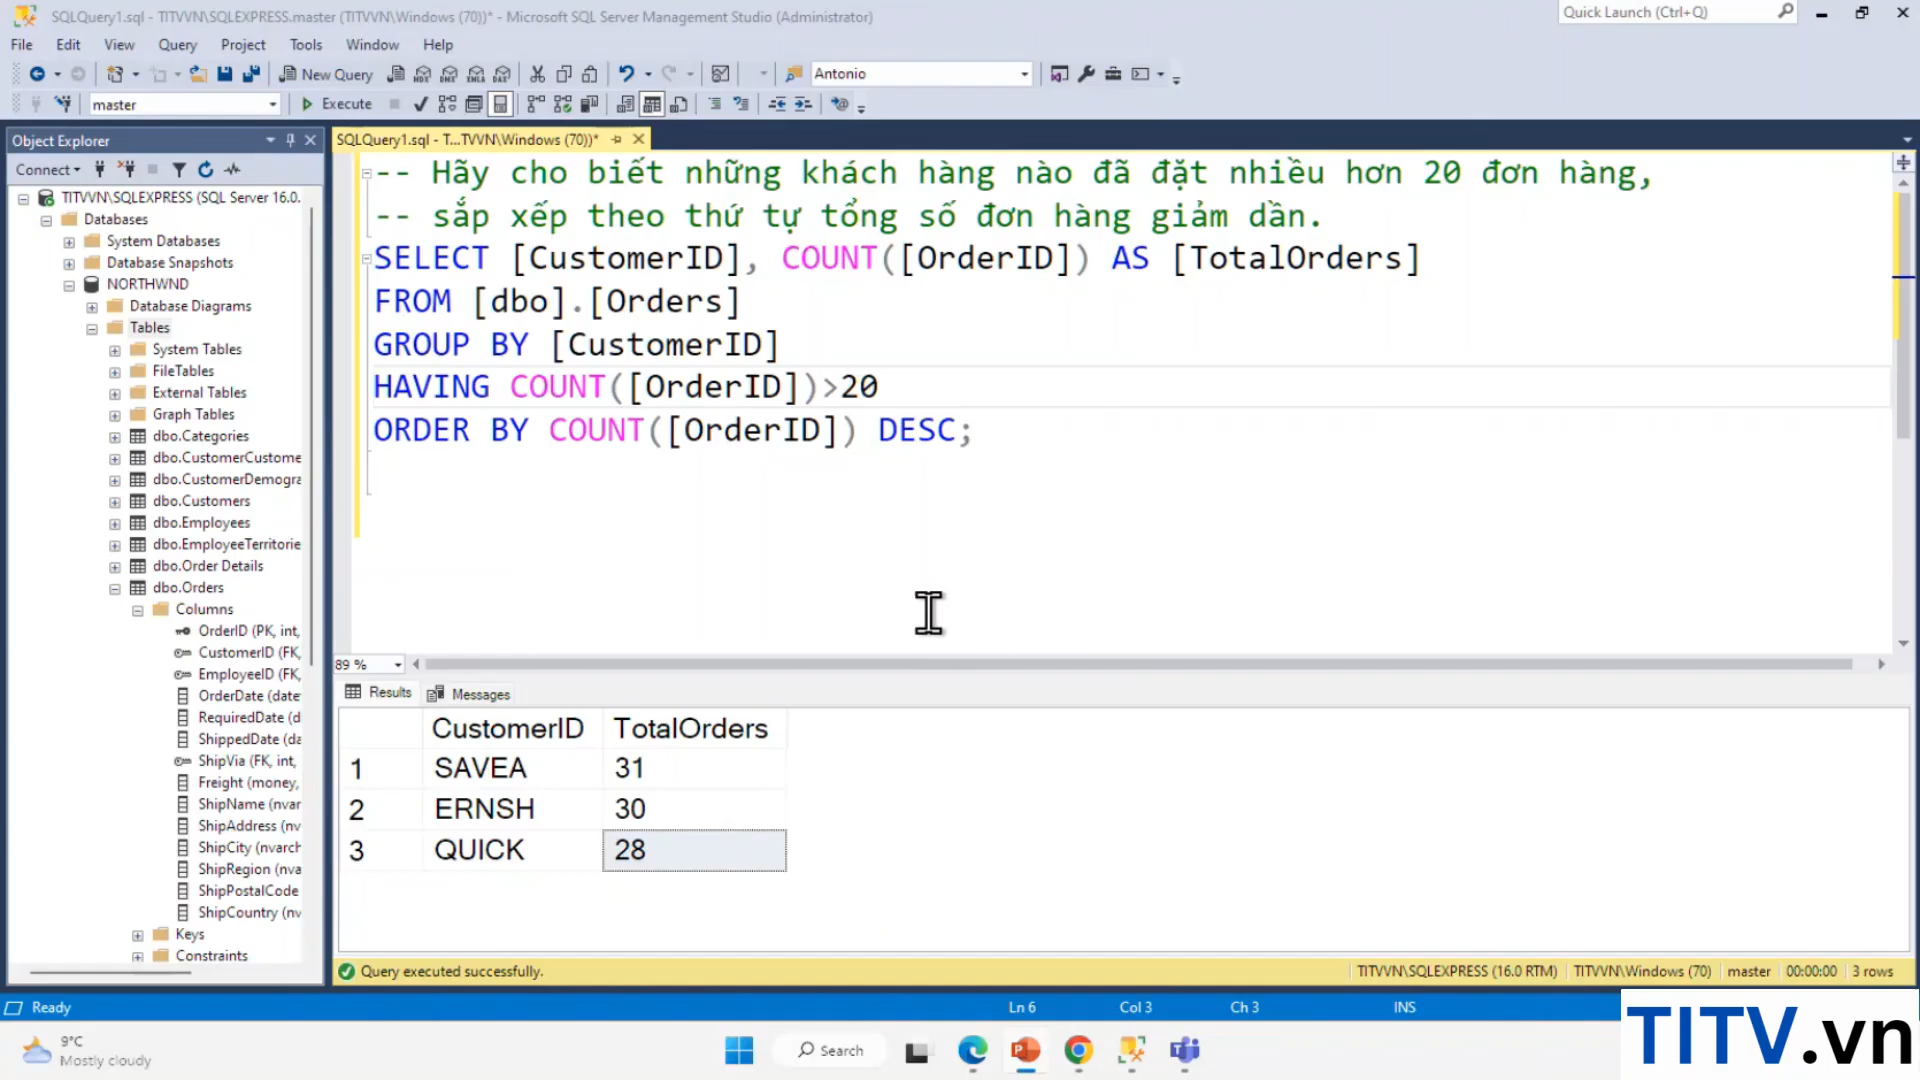 SQLQuery1.sql - TITVVN\SQLEXPRESS.master (TITVVN\Windows (70))* - Microsoft SQL Server Management Studio (Administrator)
Quick Launch (Ctrl+Q)
File Edit View Query Project Tools Window Help
New Query
Antonio
master
Execute
Object Explorer
SQLQuery1.sql - T...TVVN\Windows (70))*
Connect
TITVVN\SQLEXPRESS (SQL Server 16.0.
Databases
System Databases
Database Snapshots
NORTHWND
Database Diagrams
Tables
System Tables
FileTables
External Tables
Graph Tables
dbo.Categories
dbo.CustomerCustome
dbo.CustomerDemogra
dbo.Customers
dbo.Employees
dbo.EmployeeTerritorie
dbo.Order Details
dbo.Orders
Columns
OrderID (PK, int,
CustomerID (FK,
EmployeeID (FK,
OrderDate (date
RequiredDate (d
ShippedDate (da
ShipVia (FK, int,
Freight (money,
ShipName (nvar
ShipAddress (nv
ShipCity (nvarch
ShipRegion (nva
ShipPostalCode
ShipCountry (nv
Keys
Constraints
-- Hãy cho biết những khách hàng nào đã đặt nhiều hơn 20 đơn hàng,
-- sắp xếp theo thứ tự tổng số đơn hàng giảm dần.
SELECT [CustomerID], COUNT([OrderID]) AS [TotalOrders]
FROM [dbo].[Orders]
GROUP BY [CustomerID]
HAVING COUNT([OrderID])>20
ORDER BY COUNT([OrderID]) DESC;
89 %
Results Messages
CustomerID TotalOrders
1 SAVEA 31
2 ERNSH 30
3 QUICK 28
Query executed successfully.
TITVVN\SQLEXPRESS (16.0 RTM) TITVVN\Windows (70) master 00:00:00 3 rows
Ready
Ln 6 Col 3 Ch 3 INS
9°C
Mostly cloudy
Search
TITV.vn